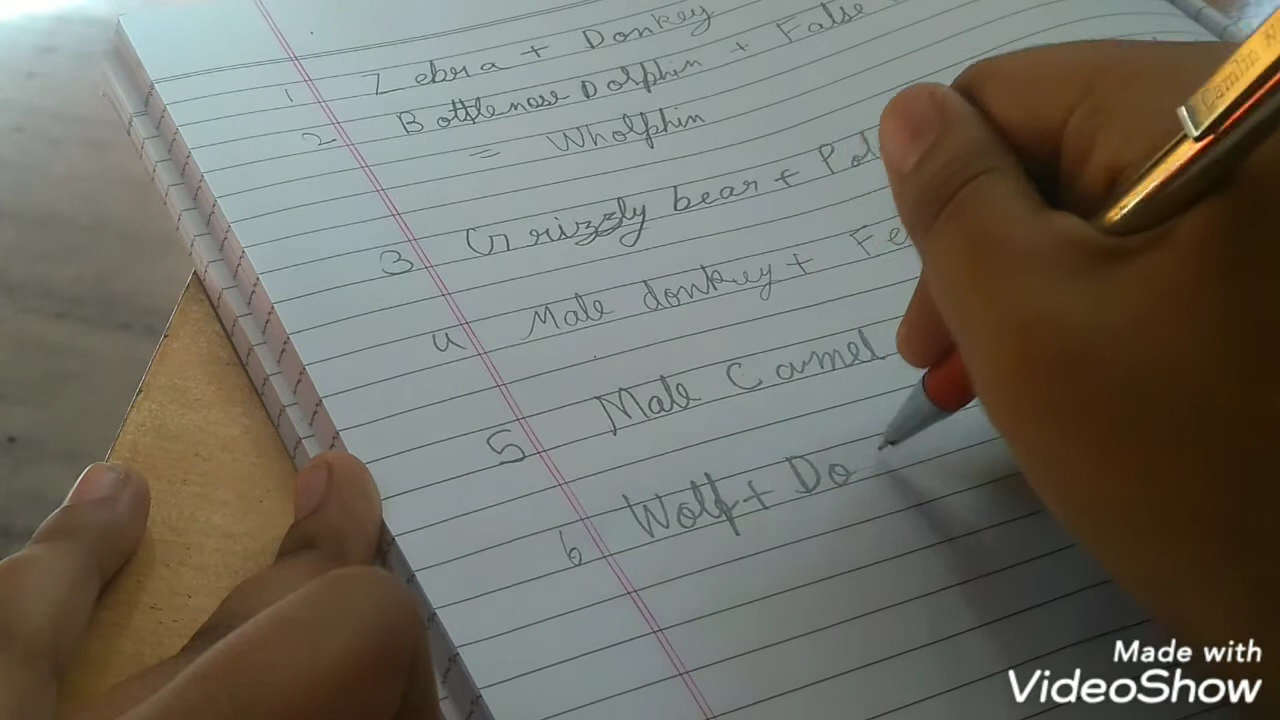 1 Zebra + Donkey
2 Bottlenose Dolphin + False
= Wholphin
3 Grizzly bear + Pol
4 Male donkey + Fe
5 Male Camel
6 Wolf + Do
Camlin
Made with
VideoShow